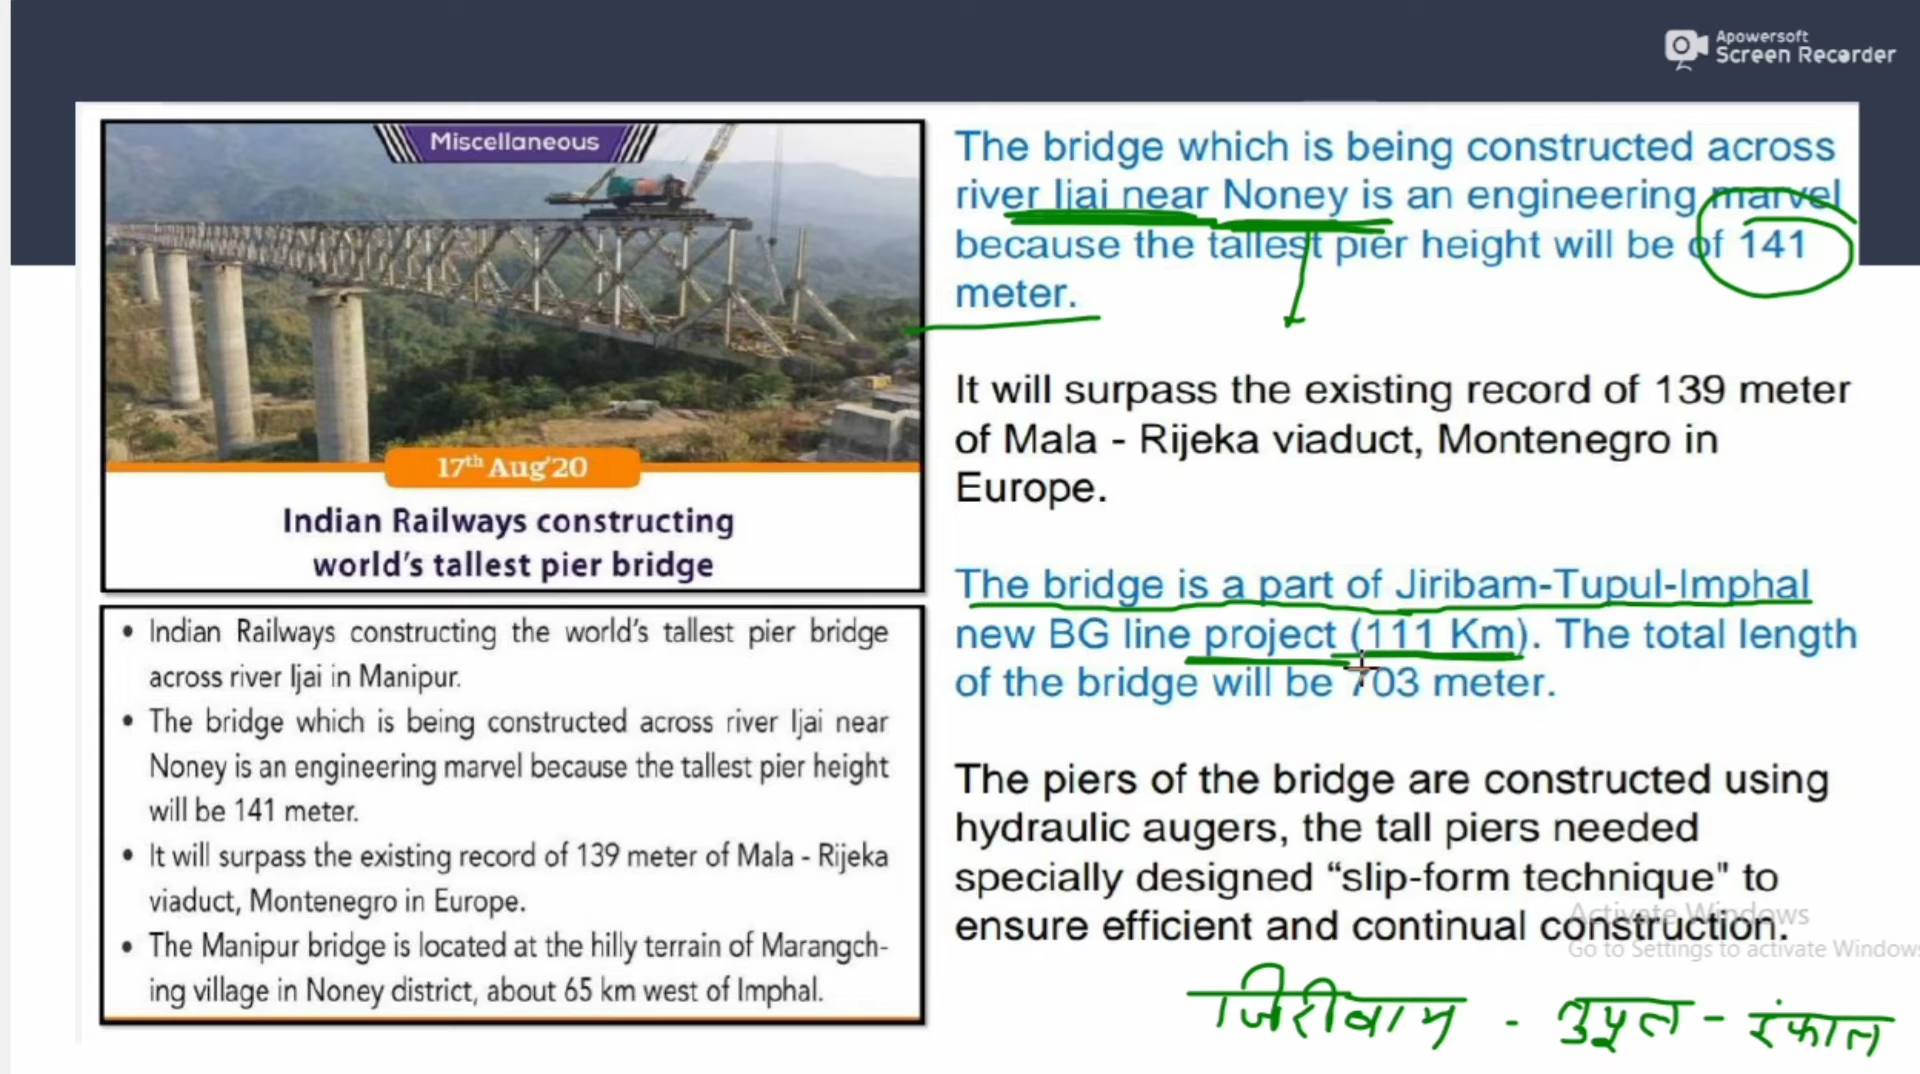 Apowersoft
Screen Recorder
Miscellaneous
17th Aug'20
Indian Railways constructing
world's tallest pier bridge
• Indian Railways constructing the world's tallest pier bridge
across river Ijai in Manipur.
• The bridge which is being constructed across river Ijai near
Noney is an engineering marvel because the tallest pier height
will be 141 meter.
• It will surpass the existing record of 139 meter of Mala - Rijeka
viaduct, Montenegro in Europe.
• The Manipur bridge is located at the hilly terrain of Marangch-
ing village in Noney district, about 65 km west of Imphal.
The bridge which is being constructed across
river Ijai near Noney is an engineering marvel
because the tallest pier height will be of 141
meter.
It will surpass the existing record of 139 meter
of Mala - Rijeka viaduct, Montenegro in
Europe.
The bridge is a part of Jiribam-Tupul-Imphal
new BG line project (111 Km). The total length
of the bridge will be 703 meter.
The piers of the bridge are constructed using
hydraulic augers, the tall piers needed
specially designed “slip-form technique" to
ensure efficient and continual construction.
Activate Windows
Go to Settings to activate Windows
जिरीबाम - तुपूल - इंफाल